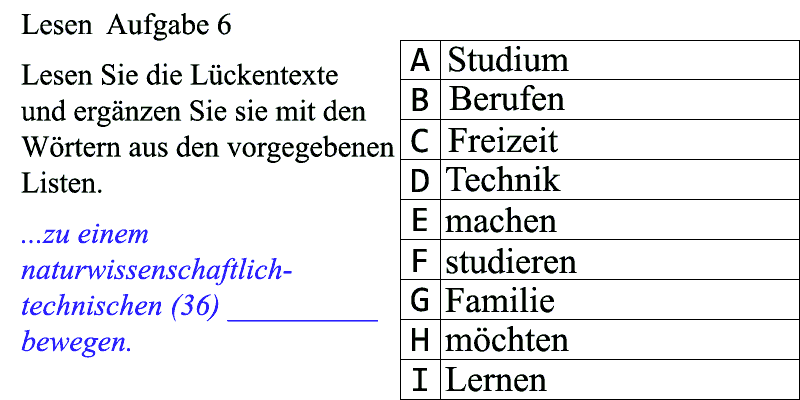 Lesen Aufgabe 6
Lesen Sie die Lückentexte
und ergänzen Sie sie mit den
Wörtern aus den vorgegebenen
Listen.
...zu einem
naturwissenschaftlich-
technischen (36) __________
bewegen.
A Studium
B Berufen
C Freizeit
D Technik
E machen
F studieren
G Familie
H möchten
I Lernen